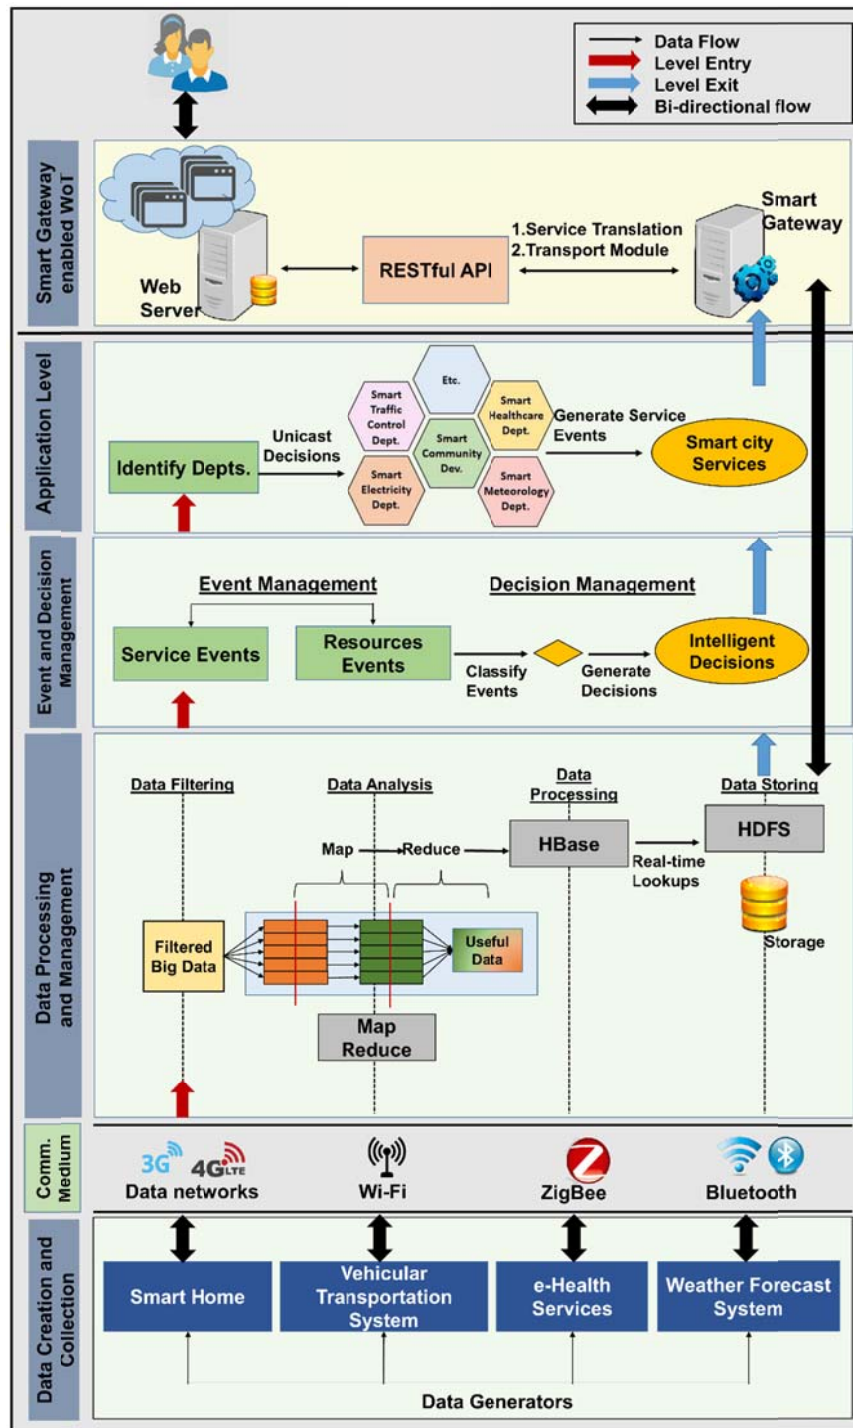 Data Flow
Level Entry
Level Exit
Bi-directional flow
Smart Gateway
enabled WoT
Web
Server
RESTful API
1.Service Translation
2.Transport Module
Smart
Gateway
Application Level
Identify Depts.
Unicast
Decisions
Etc.
Smart
Traffic
Control
Dept.
Smart
Healthcare
Dept.
Smart
Community
Dev.
Smart
Electricity
Dept.
Smart
Meteorology
Dept.
Generate Service
Events
Smart city
Services
Event and Decision
Management
Event Management
Decision Management
Service Events
Resources
Events
Classify
Events
Generate
Decisions
Intelligent
Decisions
Data Processing
and Management
Data Filtering
Data Analysis
Data
Processing
Data Storing
Map
Reduce
HBase
Real-time
Lookups
HDFS
Filtered
Big Data
Useful
Data
Storage
Map
Reduce
Comm.
Medium
3G
4G LTE
Data networks
Wi-Fi
ZigBee
Bluetooth
Data Creation and
Collection
Smart Home
Vehicular
Transportation
System
e-Health
Services
Weather Forecast
System
Data Generators